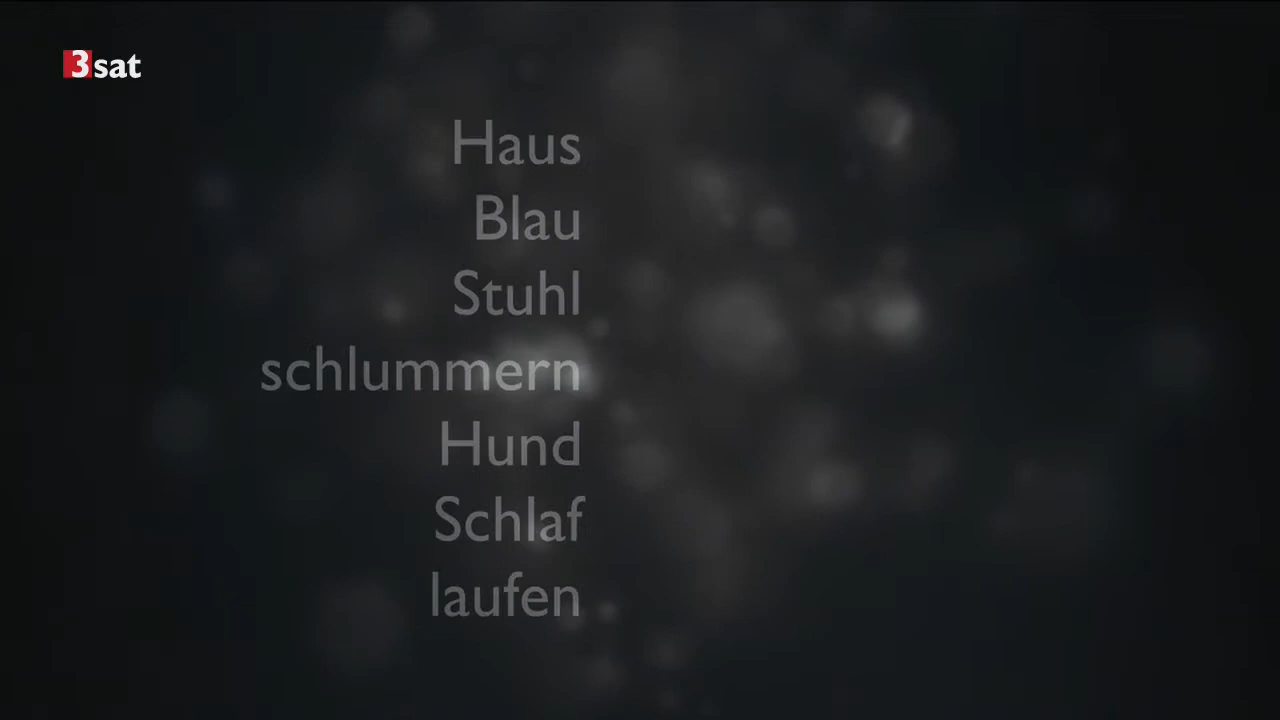 3sat
Haus
Blau
Stuhl
schlummern
Hund
Schlaf
laufen